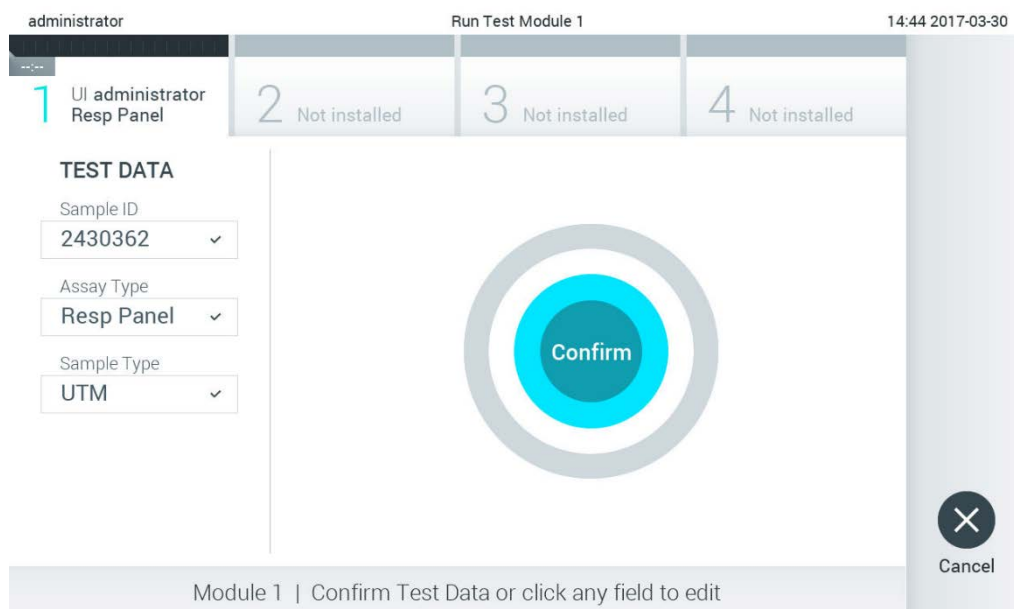 administrator
Run Test Module 1
14:44 2017-03-30
--:--
1 UI administrator
Resp Panel
2 Not installed
3 Not installed
4 Not installed
TEST DATA
Sample ID
2430362
Assay Type
Resp Panel
Sample Type
UTM
Confirm
Cancel
Module 1 | Confirm Test Data or click any field to edit